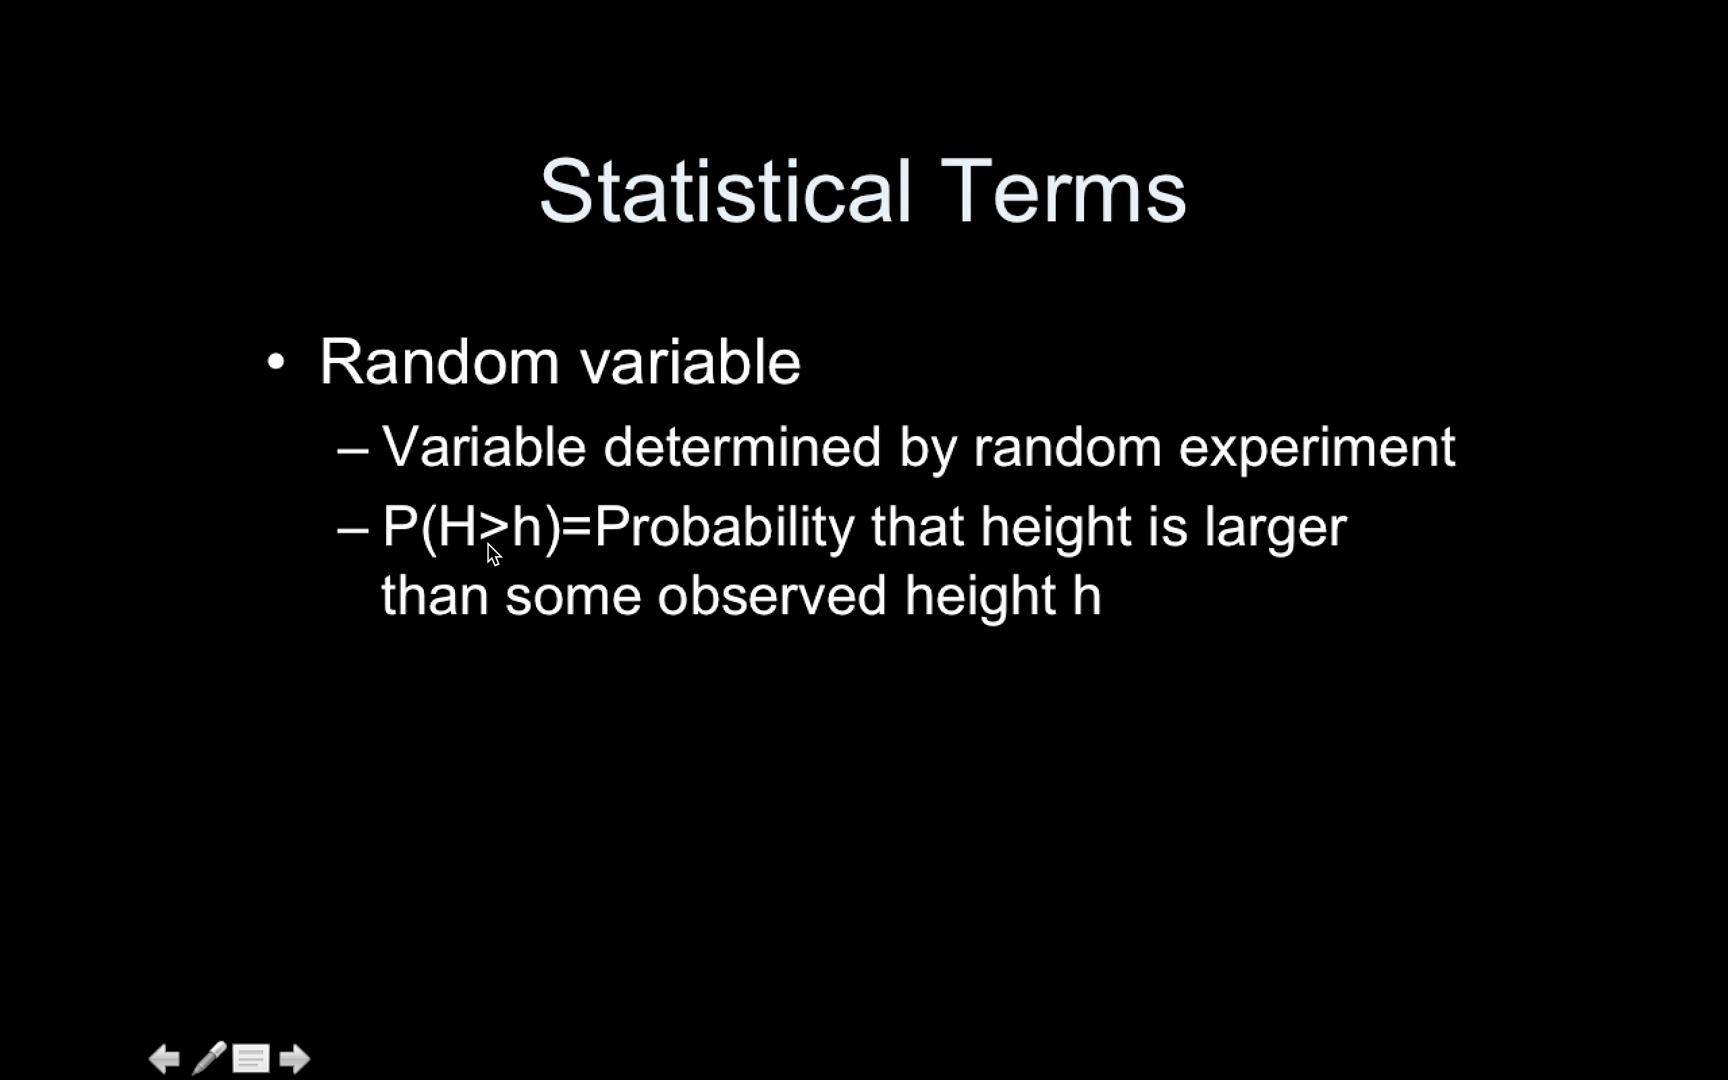 Statistical Terms
• Random variable
– Variable determined by random experiment
– P(H>h)=Probability that height is larger
than some observed height h